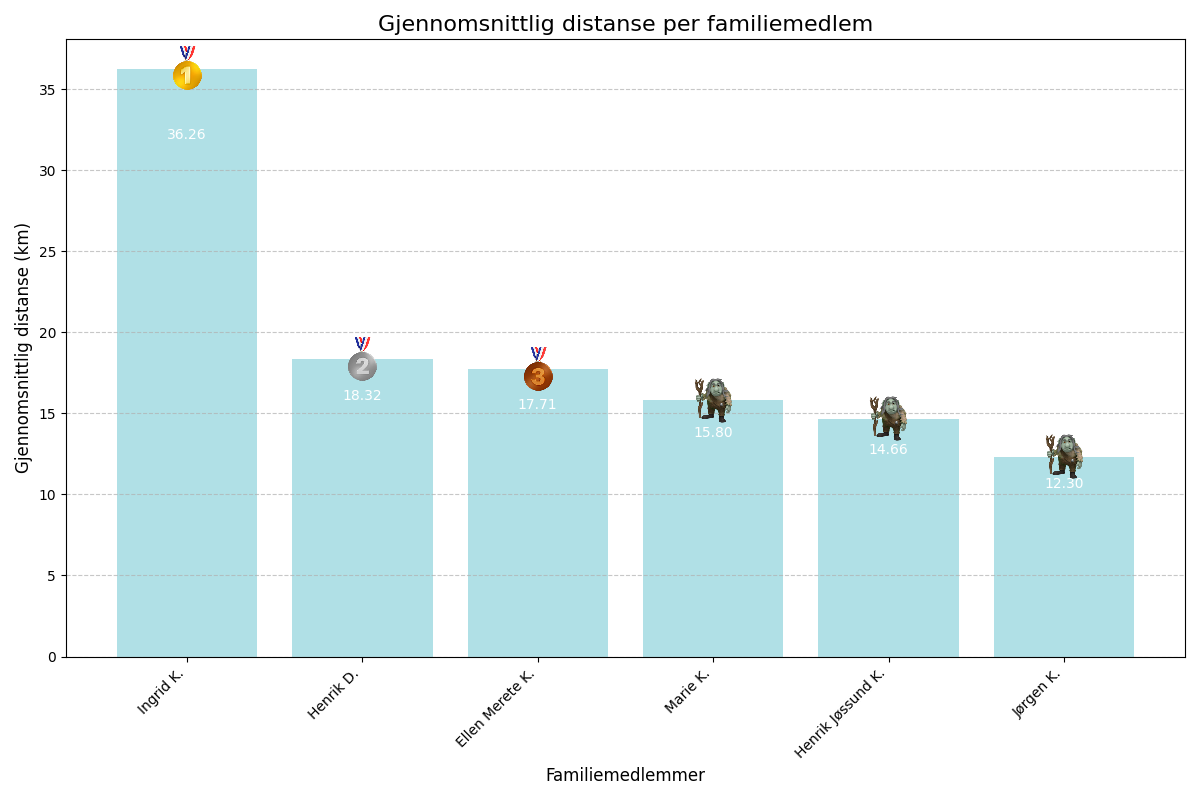 Gjennomsnittlig distanse per familiemedlem
Gjennomsnittlig distanse (km)
35
30
25
20
15
10
5
0
1
36.26
2
18.32
3
17.71
15.80
14.66
12.30
Ingrid K.
Henrik D.
Ellen Merete K.
Marie K.
Henrik Jøssund K.
Jørgen K.
Familiemedlemmer